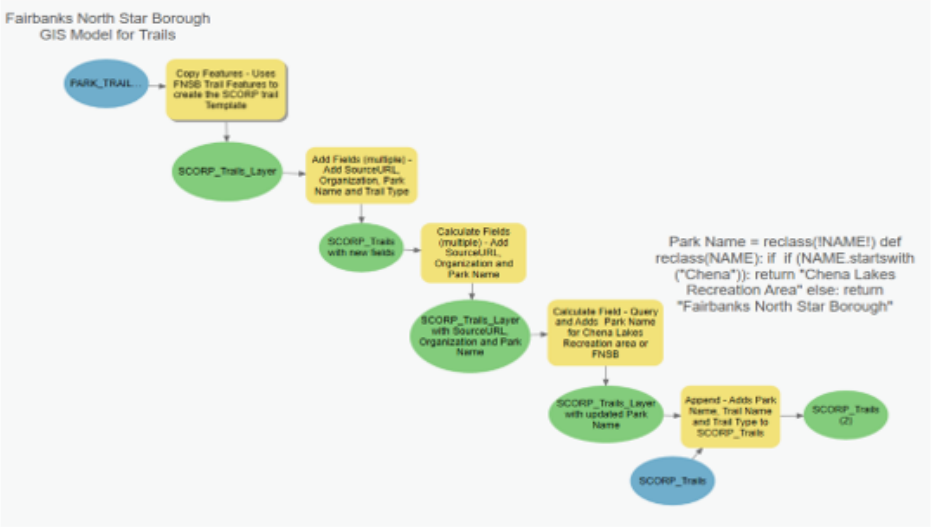 Fairbanks North Star Borough
GIS Model for Trails
PARK_TRAIL...
Copy Features - Uses
FNSB Trail Features to
create the SCORP trail
Template
SCORP_Trails_Layer
Add Fields (multiple) -
Add SourceURL,
Organization, Park
Name and Trail Type
SCORP_Trails
with new fields
Calculate Fields
(multiple) - Add
SourceURL,
Organization and
Park Name
Park Name = reclass(!NAME!) def
reclass(NAME): if  if (NAME.startswith
("Chena")): return "Chena Lakes
Recreation Area" else: return
"Fairbanks North Star Borough"
SCORP_Trails_Layer
with SourceURL,
Organization and Park
Name
Calculate Field - Query
and Adds  Park Name
for Chena Lakes
Recreation area or
FNSB
SCORP_Trails_Layer
with updated Park
Name
Append - Adds Park
Name, Trail Name
and Trail Type to
SCORP_Trails
SCORP_Trails
(2)
SCORP_Trails